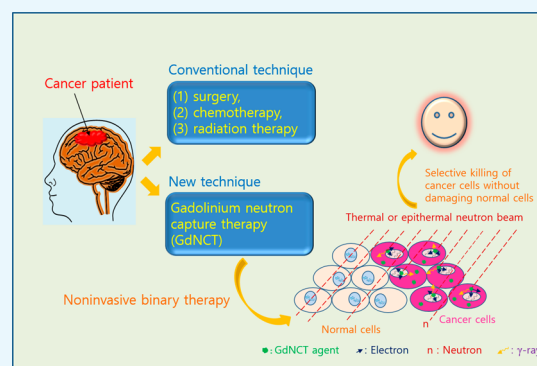 Conventional technique
Cancer patient
(1) surgery,
(2) chemotherapy,
(3) radiation therapy
New technique
Gadolinium neutron
capture therapy
(GdNCT)
Noninvasive binary therapy
Selective killing of
cancer cells without
damaging normal cells
Thermal or epithermal neutron beam
Normal cells
n
Cancer cells
: GdNCT agent : Electron n : Neutron : γ-ray